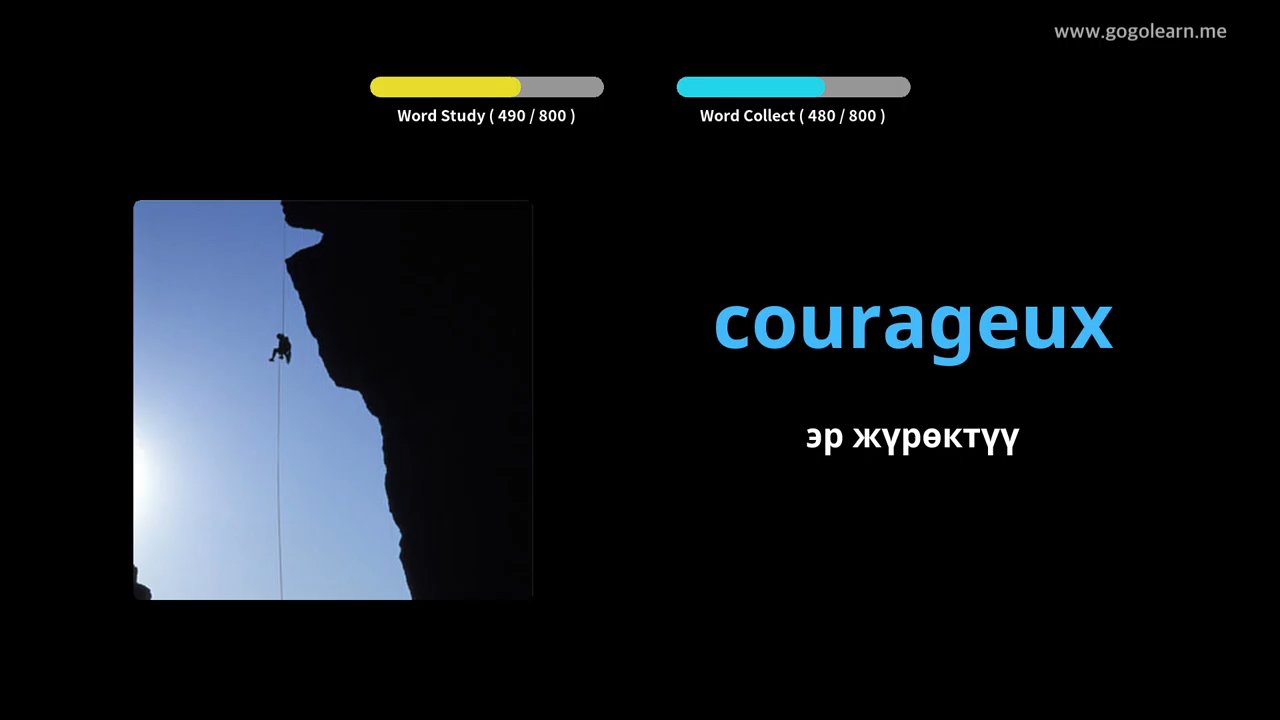 www.gogolearn.me
Word Study ( 490 / 800 )
Word Collect ( 480 / 800 )
courageux
эр жүрөктүү